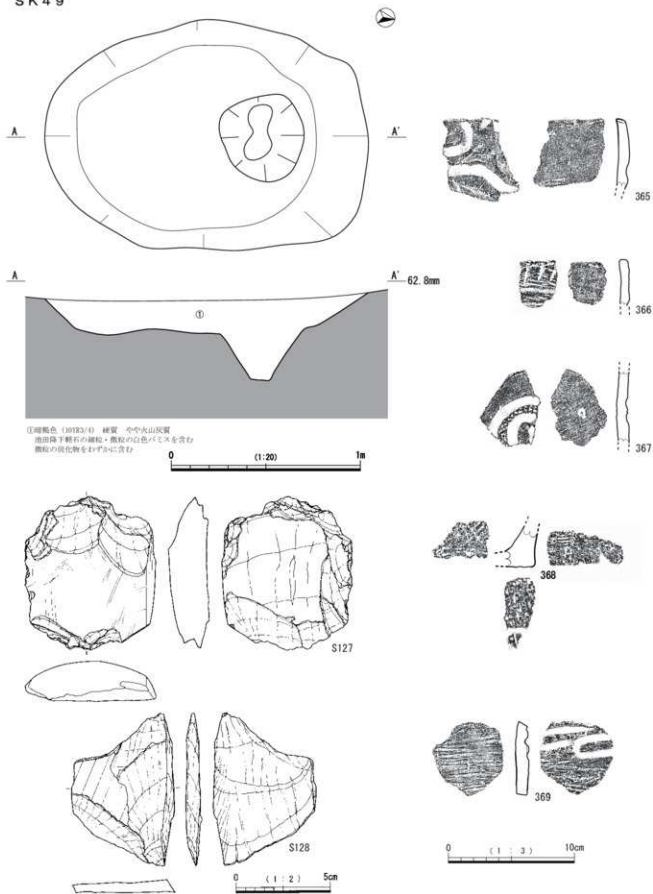 SK49
A
A'
A
A'
62.8mm
①
①暗褐色(10YR3/4) 硬質 やや火山灰質
池田降下軽石の細粒・微粒の白色パミスを含む
微粒の炭化物をわずかに含む
0 (1:20) 1m
S127
S128
0 (1:2) 5cm
365
366
367
368
369
0 (1:3) 10cm